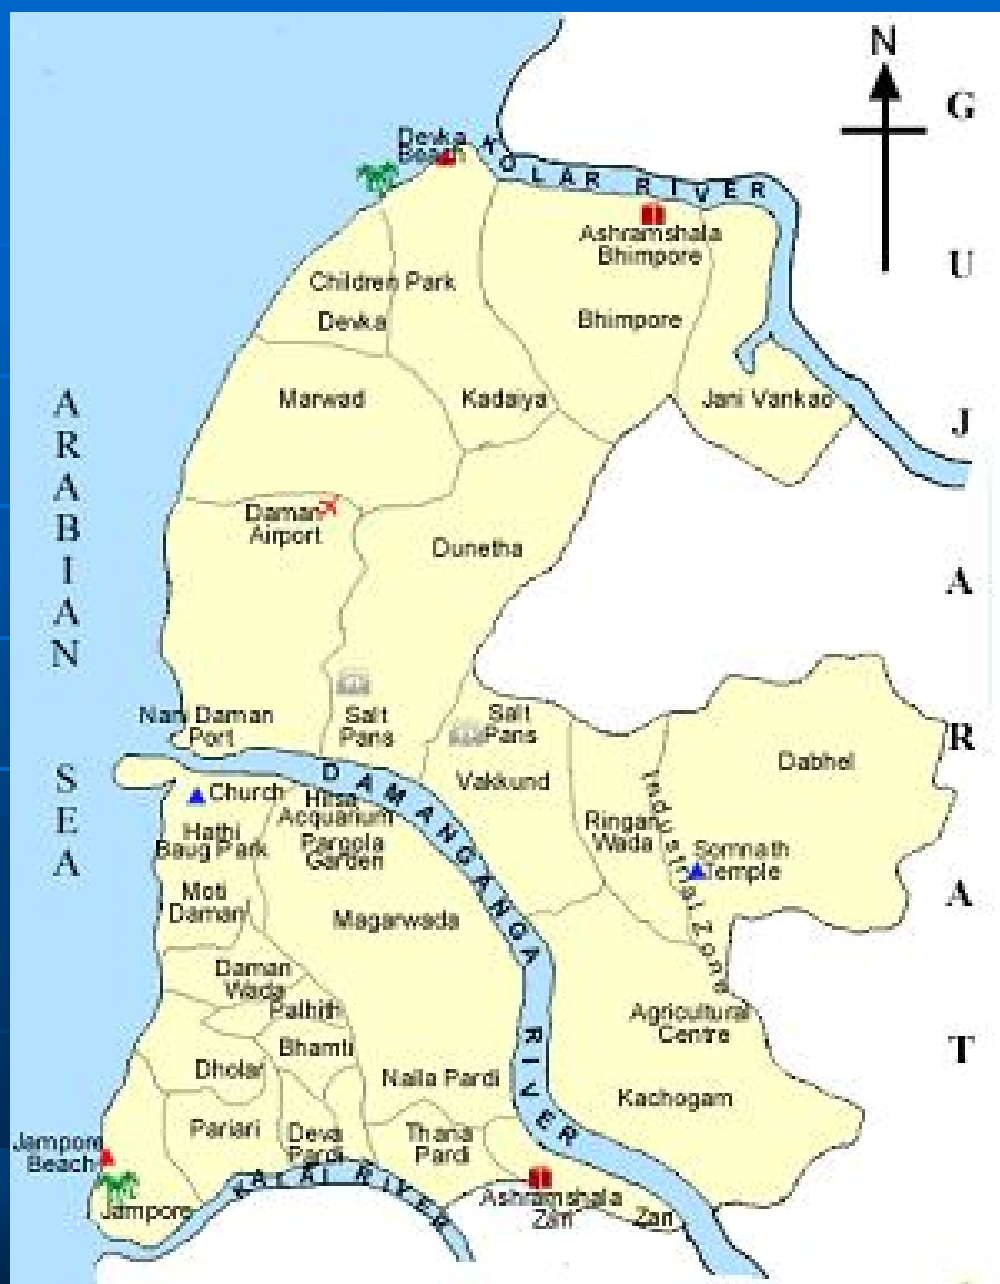 N
GUJARAT
ARABIAN SEA
Devka
Beach
KOLAR RIVER
Ashramshala
Bhimpore
Children Park
Devka
Bhimpore
Marwad
Kadaiya
Jani Vankad
Daman
Airport
Dunetha
Nani Daman
Port
Salt
Pans
Salt
Pans
Vakkund
Dabhel
DAMANGANGA RIVER
Church
Hilsa
Acquarium
Pargola
Garden
Hathi
Baug Park
Ringan
Wada
Industrial Zone
Somnath
Temple
Moti
Daman
Magarwada
Daman
Wada
Palhith
Agricultural
Centre
Bhamti
Dholar
Naila Pardi
Kachogam
Pariari
Deva
Pardi
Thana
Pardi
Jampore
Beach
KALAI RIVER
Ashramshala
Zari
Zari
Jampore